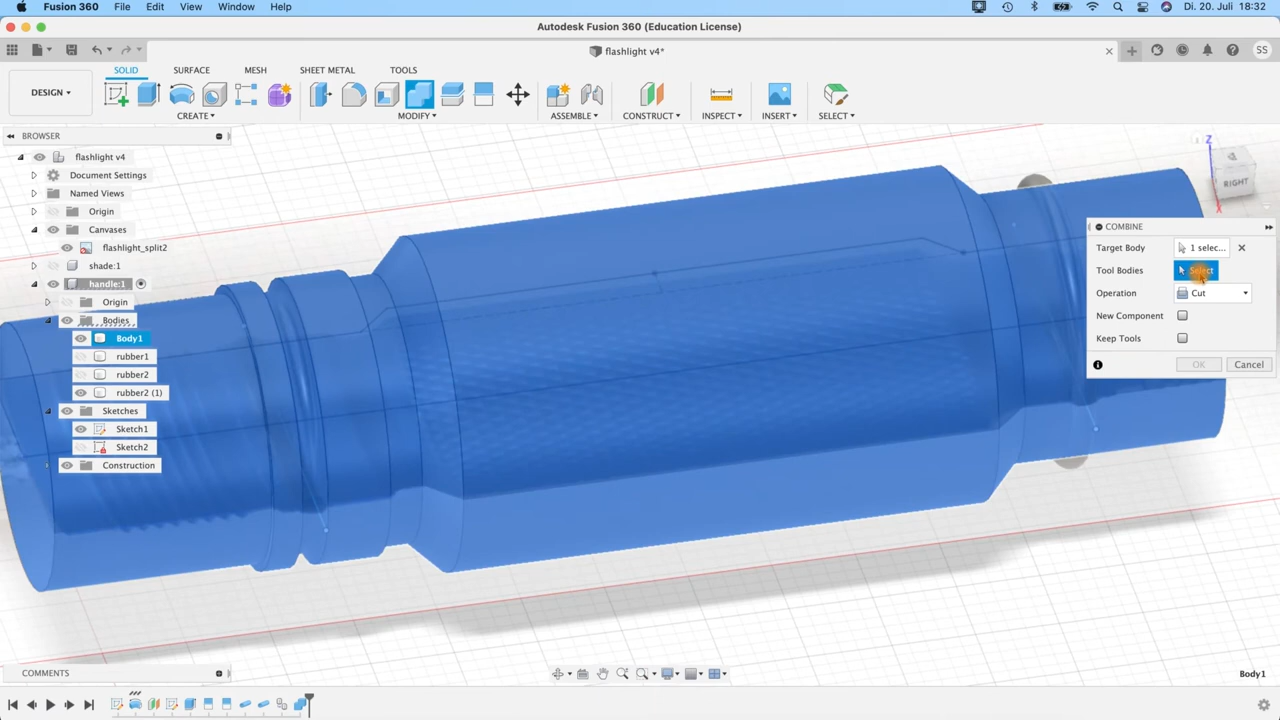 Fusion 360 File Edit View Window Help Di. 20. Juli 18:32
Autodesk Fusion 360 (Education License)
flashlight v4* SS
SOLID SURFACE MESH SHEET METAL TOOLS
DESIGN
CREATE MODIFY ASSEMBLE CONSTRUCT INSPECT INSERT SELECT
BROWSER
flashlight v4
Document Settings
Named Views
Origin
Canvases
flashlight_split2
shade:1
handle:1
Origin
Bodies
Body1
rubber1
rubber2
rubber2 (1)
Sketches
Sketch1
Sketch2
Construction
Z
RIGHT
X
COMBINE
Target Body 1 selec...
Tool Bodies Select
Operation Cut
New Component
Keep Tools
OK Cancel
COMMENTS
Body1